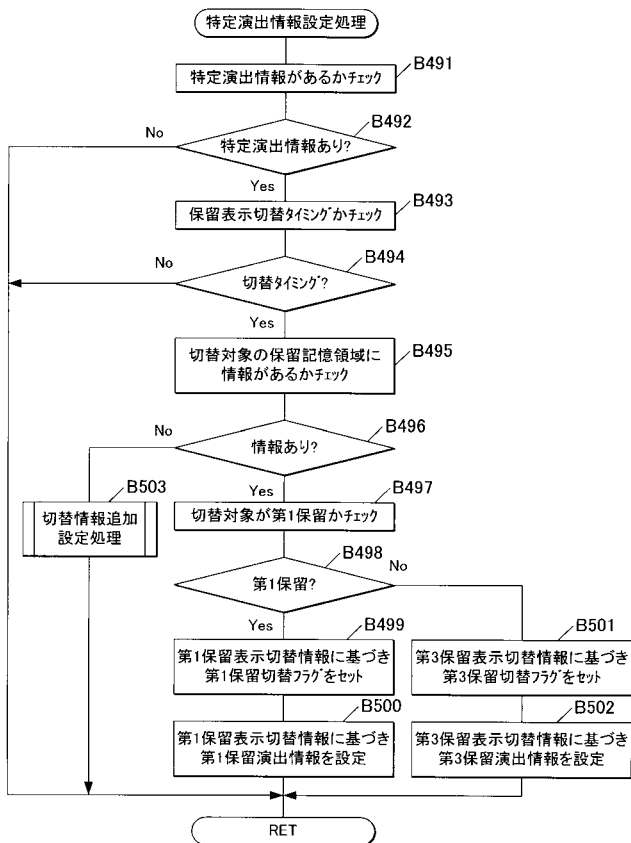 特定演出情報設定処理
B491
特定演出情報があるかチェック
B492
No
特定演出情報あり?
Yes
B493
保留表示切替タイミングかチェック
B494
No
切替タイミング?
Yes
B495
切替対象の保留記憶領域に
情報があるかチェック
B496
No
情報あり?
B503
Yes
B497
切替情報追加
設定処理
切替対象が第1保留かチェック
B498
No
第1保留?
Yes
B499
B501
第1保留表示切替情報に基づき
第1保留切替フラグをセット
第3保留表示切替情報に基づき
第3保留切替フラグをセット
B500
B502
第1保留表示切替情報に基づき
第1保留演出情報を設定
第3保留表示切替情報に基づき
第3保留演出情報を設定
RET